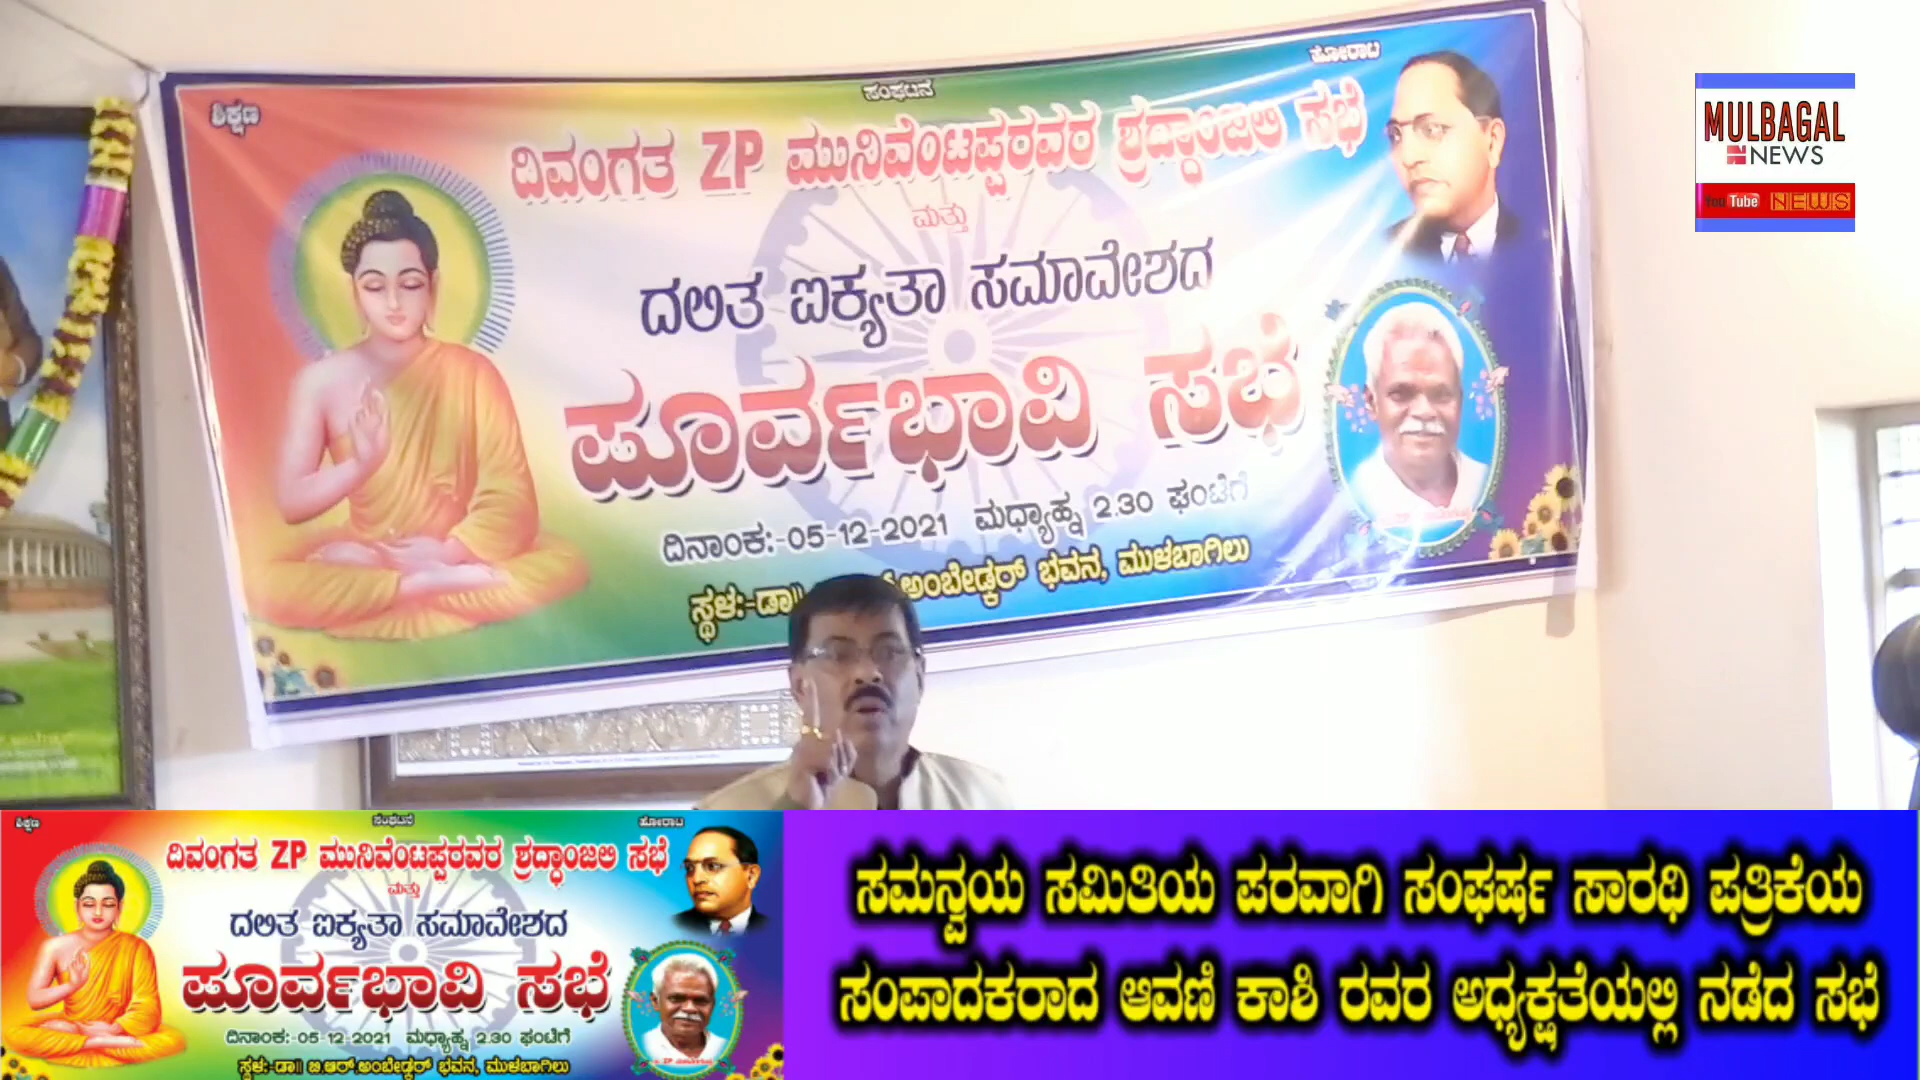 ಶಿಕ್ಷಣ
ಸಂಘಟನೆ
ಹೋರಾಟ
ದಿವಂಗತ ZP ಮುನಿವೆಂಟಪ್ಪರವರ ಶ್ರದ್ಧಾಂಜಲಿ ಸಭೆ
ಮತ್ತು
ದಲಿತ ಐಕ್ಯತಾ ಸಮಾವೇಶದ
ಪೂರ್ವಭಾವಿ ಸಭೆ
ದಿನಾಂಕ:-05-12-2021 ಮಧ್ಯಾಹ್ನ 2.30 ಘಂಟೆಗೆ
ಸ್ಥಳ:-ಡಾ|| ಅಂಬೇಡ್ಕರ್ ಭವನ, ಮುಳಬಾಗಿಲು
MULBAGAL
NEWS
YouTube NEWS
ಶಿಕ್ಷಣ
ಸಂಘಟನೆ
ಹೋರಾಟ
ದಿವಂಗತ ZP ಮುನಿವೆಂಟಪ್ಪರವರ ಶ್ರದ್ಧಾಂಜಲಿ ಸಭೆ
ಮತ್ತು
ದಲಿತ ಐಕ್ಯತಾ ಸಮಾವೇಶದ
ಪೂರ್ವಭಾವಿ ಸಭೆ
ದಿನಾಂಕ:-05-12-2021 ಮಧ್ಯಾಹ್ನ 2.30 ಘಂಟೆಗೆ
ಸ್ಥಳ:-ಡಾ|| ಬಿ.ಆರ್.ಅಂಬೇಡ್ಕರ್ ಭವನ, ಮುಳಬಾಗಿಲು
ಸಮನ್ವಯ ಸಮಿತಿಯ ಪರವಾಗಿ ಸಂಘರ್ಷ ಸಾರಥಿ ಪತ್ರಿಕೆಯ
ಸಂಪಾದಕರಾದ ಆವಣಿ ಕಾಶಿ ರವರ ಅಧ್ಯಕ್ಷತೆಯಲ್ಲಿ ನಡೆದ ಸಭೆ